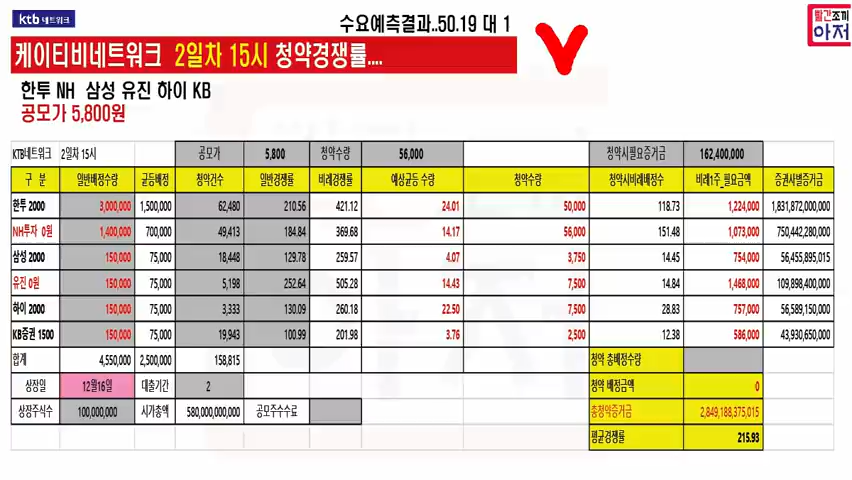 ktb 네트워크
수요예측결과..50.19 대 1
빨간조끼
아저
케이티비네트워크 2일차 15시 청약경쟁률....
한투 NH 삼성 유진 하이 KB
공모가 5,800원
KTB네트워크 2일차 15시 공모가 5,800 청약수량 56,000 청약시필요증거금 162,400,000
구 분 일반배정수량 균등배정 청약건수 일반경쟁률 비례경쟁률 예상균등 수량 청약수량 청약시비례배정수 비례1주_필요금액 증권사별증거금
한투 2000 3,000,000 1,500,000 62,480 210.56 421.12 24.01 50,000 118.73 1,224,000 1,831,872,000,000
NH투자 0원 1,400,000 700,000 49,413 184.84 369.68 14.17 56,000 151.48 1,073,000 750,442,280,000
삼성 2000 150,000 75,000 18,448 129.78 259.57 4.07 3,750 14.45 754,000 56,455,895,015
유진 0원 150,000 75,000 5,198 252.64 505.28 14.43 7,500 14.84 1,468,000 109,898,400,000
하이 2000 150,000 75,000 3,333 130.09 260.18 22.50 7,500 28.83 757,000 56,589,150,000
KB증권 1500 150,000 75,000 19,943 100.99 201.98 3.76 2,500 12.38 586,000 43,930,650,000
합계 4,550,000 2,500,000 158,815 청약 총배정수량
상장일 12월16일 대출기간 2 청약 배정금액 0
상장주식수 100,000,000 시가총액 580,000,000,000 공모주수수료 총청약증거금 2,849,188,375,015
평균경쟁률 215.93